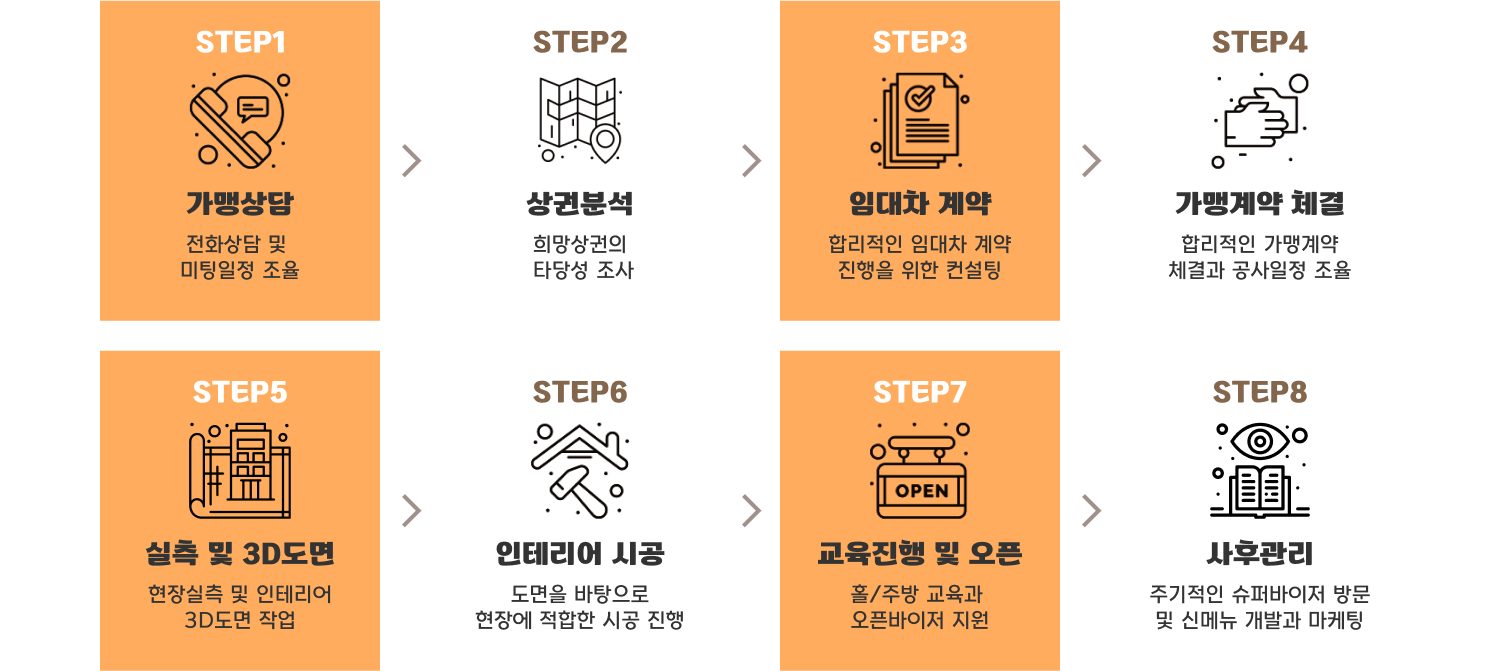 STEP1
가맹상담
전화상담 및
미팅일정 조율
STEP2
상권분석
희망상권의
타당성 조사
STEP3
임대차 계약
합리적인 임대차 계약
진행을 위한 컨설팅
STEP4
가맹계약 체결
합리적인 가맹계약
체결과 공사일정 조율
STEP5
실측 및 3D도면
현장실측 및 인테리어
3D도면 작업
STEP6
인테리어 시공
도면을 바탕으로
현장에 적합한 시공 진행
STEP7
OPEN
교육진행 및 오픈
홀/주방 교육과
오픈바이저 지원
STEP8
사후관리
주기적인 슈퍼바이저 방문
및 신메뉴 개발과 마케팅